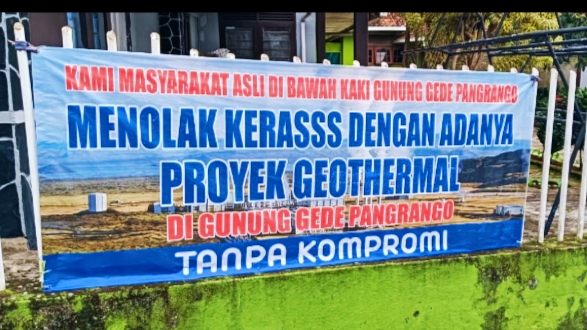 KAMI MASYARAKAT ASLI DI BAWAH KAKI GUNUNG GEDE PANGRANGO
MENOLAK KERASSS DENGAN ADANYA
PROYEK GEOTHERMAL
DI GUNUNG GEDE PANGRANGO
TANPA KOMPROMI